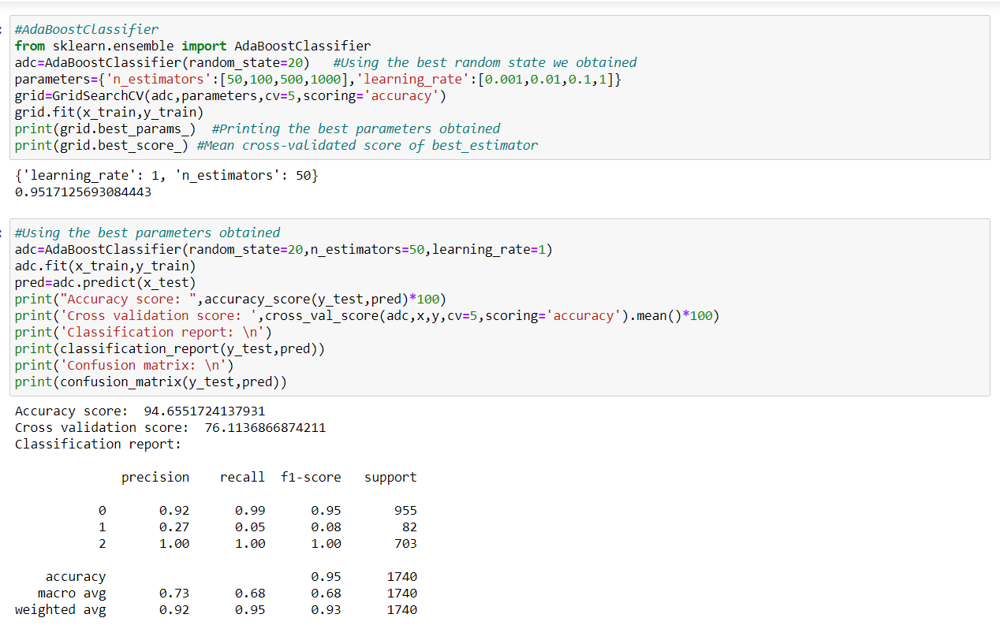 #AdaBoostClassifier
from sklearn.ensemble import AdaBoostClassifier
adc=AdaBoostClassifier(random_state=20)   #Using the best random state we obtained
parameters={'n_estimators':[50,100,500,1000],'learning_rate':[0.001,0.01,0.1,1]}
grid=GridSearchCV(adc,parameters,cv=5,scoring='accuracy')
grid.fit(x_train,y_train)
print(grid.best_params_)  #Printing the best parameters obtained
print(grid.best_score_) #Mean cross-validated score of best_estimator
{'learning_rate': 1, 'n_estimators': 50}
0.9517125693084443
#Using the best parameters obtained
adc=AdaBoostClassifier(random_state=20,n_estimators=50,learning_rate=1)
adc.fit(x_train,y_train)
pred=adc.predict(x_test)
print("Accuracy score: ",accuracy_score(y_test,pred)*100)
print('Cross validation score: ',cross_val_score(adc,x,y,cv=5,scoring='accuracy').mean()*100)
print('Classification report: \n')
print(classification_report(y_test,pred))
print('Confusion matrix: \n')
print(confusion_matrix(y_test,pred))
Accuracy score:  94.6551724137931
Cross validation score:  76.1136866874211
Classification report:
precision    recall  f1-score   support
0       0.92      0.99      0.95       955
1       0.27      0.05      0.08        82
2       1.00      1.00      1.00       703
accuracy                           0.95      1740
macro avg       0.73      0.68      0.68      1740
weighted avg       0.92      0.95      0.93      1740